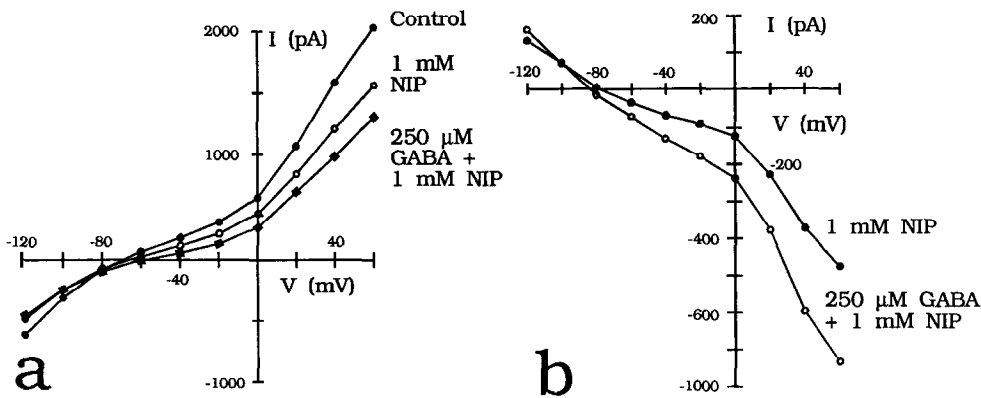 2000
I (pA)
Control
1 mM
NIP
250 μM
GABA +
1 mM NIP
1000
-120
-80
-40
40
V (mV)
-1000
a
200
I (pA)
-120
-80
-40
40
V (mV)
-200
1 mM NIP
-400
-600
250 μM GABA
+ 1 mM NIP
-800
-1000
b